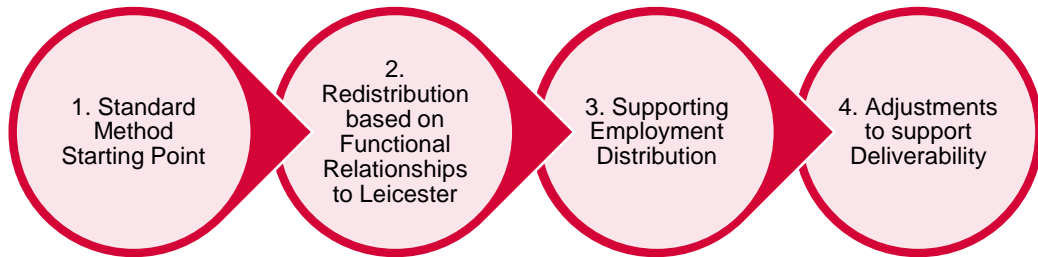 1. Standard
Method
Starting Point
2.
Redistribution
based on
Functional
Relationships
to Leicester
3. Supporting
Employment
Distribution
4. Adjustments
to support
Deliverability